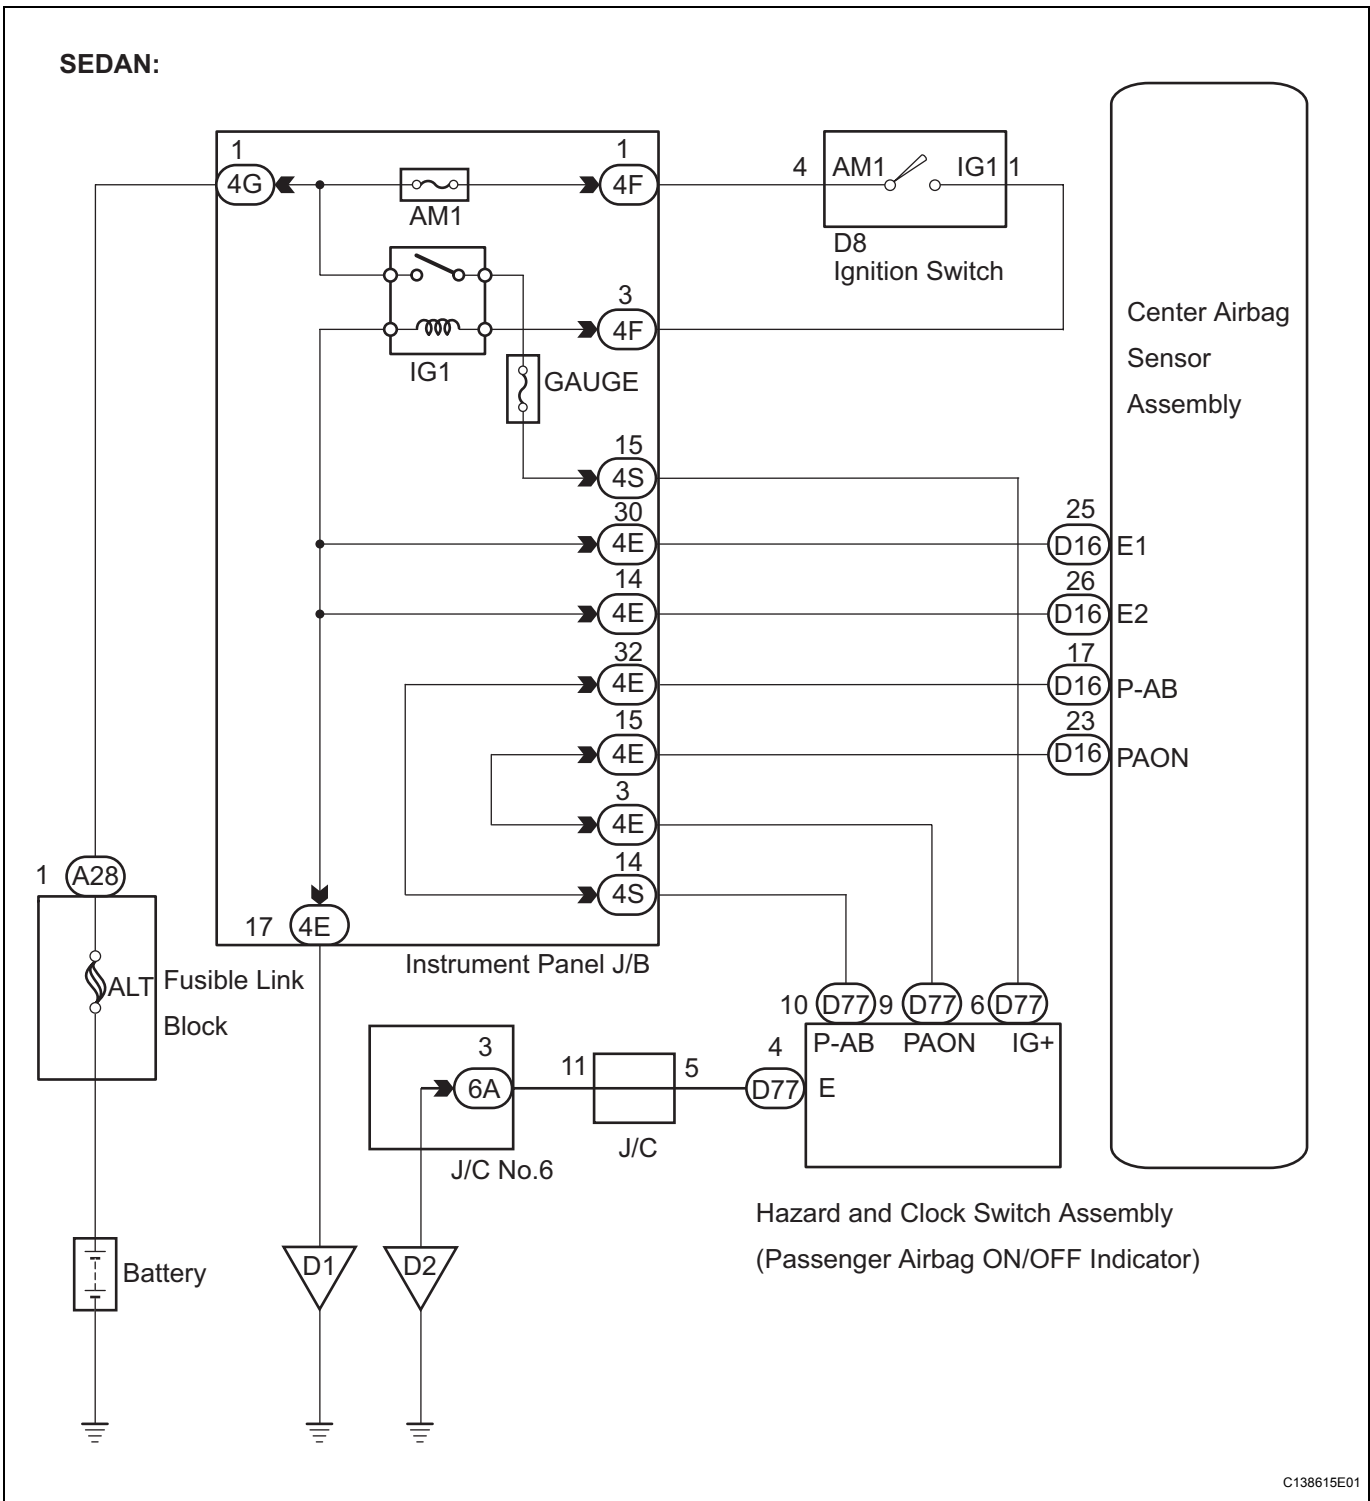 SEDAN:
1
4G
AM1
1
4F
4
AM1
IG1
1
D8
Ignition Switch
IG1
3
4F
GAUGE
Center Airbag
Sensor
Assembly
15
4S
30
4E
25
D16
E1
14
4E
26
D16
E2
32
4E
17
D16
P-AB
15
4E
23
D16
PAON
3
4E
14
4S
1
A28
17
4E
Instrument Panel J/B
ALT
Fusible Link
Block
10
D77
9
D77
6
D77
P-AB
PAON
IG+
3
6A
11
5
4
D77
E
J/C
J/C No.6
Hazard and Clock Switch Assembly
(Passenger Airbag ON/OFF Indicator)
Battery
D1
D2
C138615E01